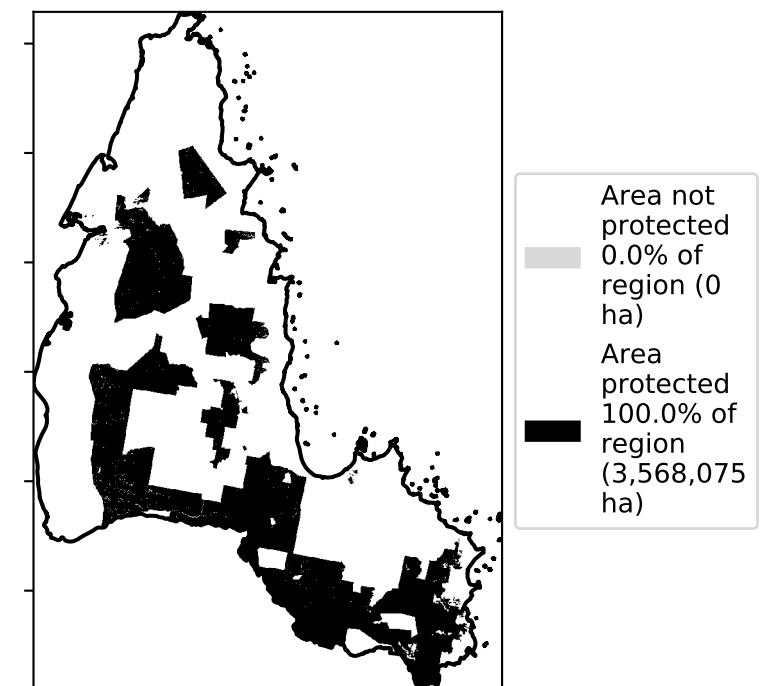 Area not
protected
0.0% of
region (0
ha)
Area
protected
100.0% of
region
(3,568,075
ha)